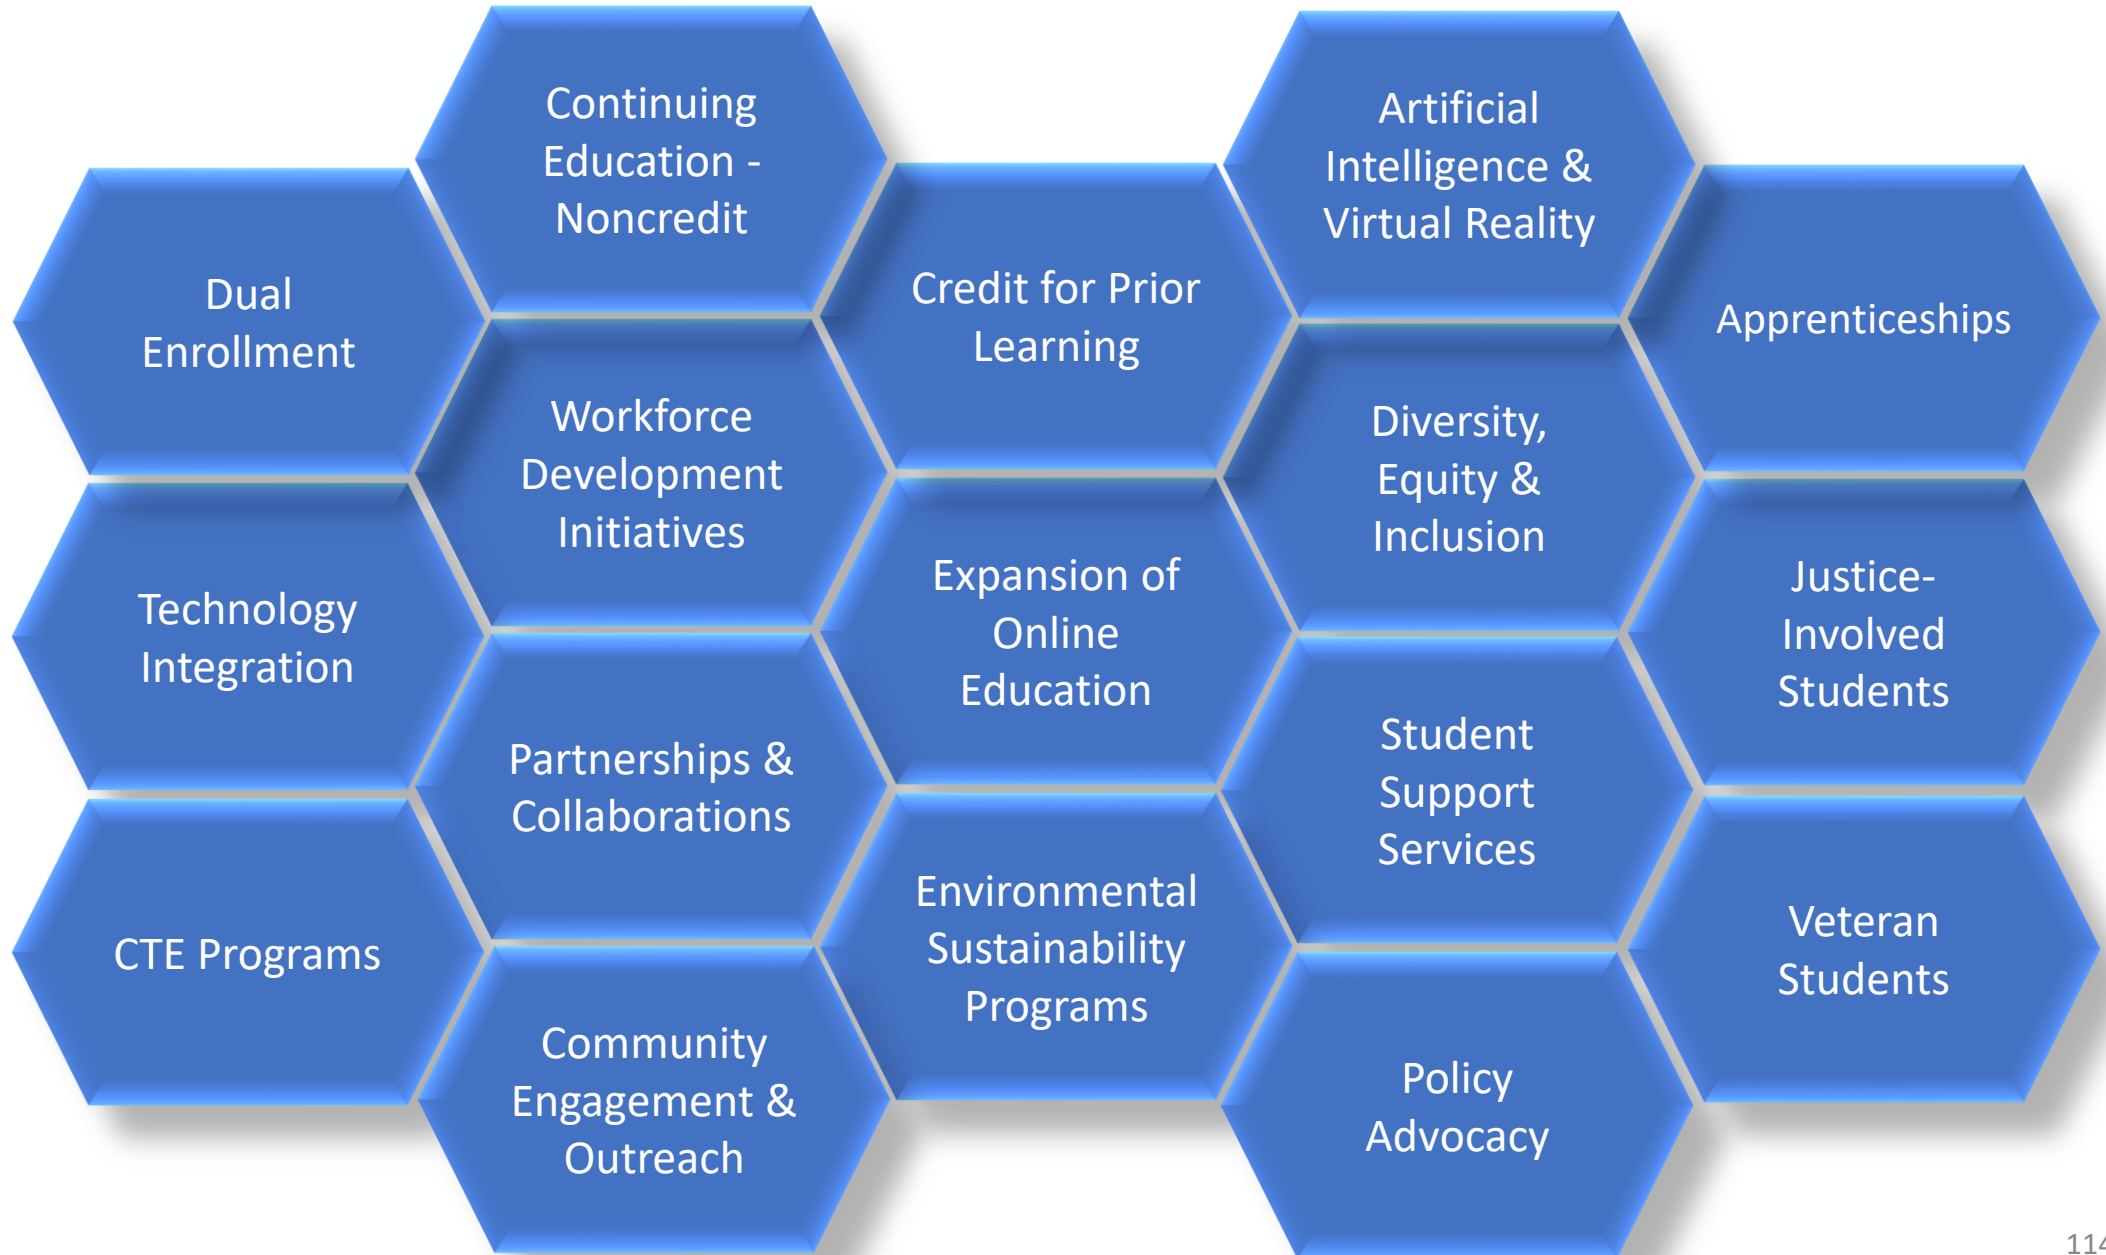 Dual
Enrollment
Technology
Integration
CTE Programs
Continuing
Education -
Noncredit
Workforce
Development
Initiatives
Partnerships &
Collaborations
Community
Engagement &
Outreach
Credit for Prior
Learning
Expansion of
Online
Education
Environmental
Sustainability
Programs
Artificial
Intelligence &
Virtual Reality
Diversity,
Equity &
Inclusion
Student
Support
Services
Policy
Advocacy
Apprenticeships
Justice-
Involved
Students
Veteran
Students
114